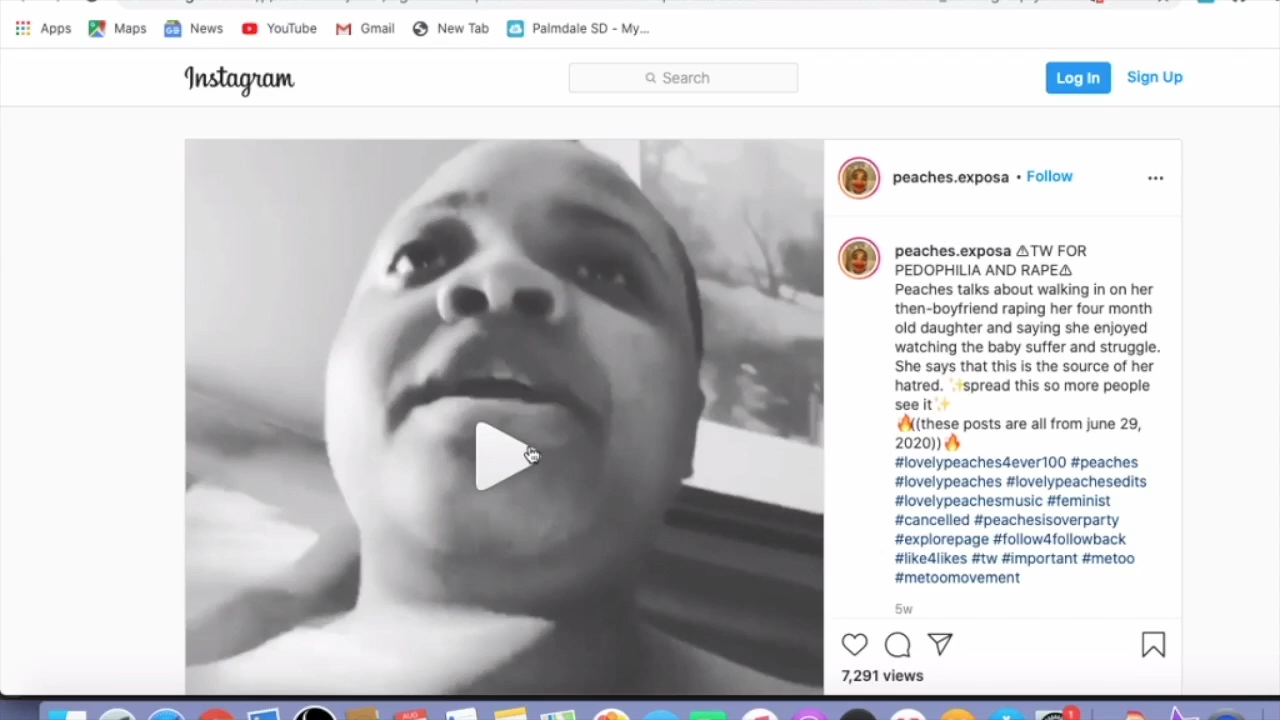 Apps Maps News YouTube Gmail New Tab Palmdale SD - My...
Instagram Search Log In Sign Up
peaches.exposa • Follow
peaches.exposa ⚠TW FOR
PEDOPHILIA AND RAPE⚠
Peaches talks about walking in on her
then-boyfriend raping her four month
old daughter and saying she enjoyed
watching the baby suffer and struggle.
She says that this is the source of her
hatred. ✨spread this so more people
see it✨
🔥((these posts are all from june 29,
2020))🔥
#lovelypeaches4ever100 #peaches
#lovelypeaches #lovelypeachesedits
#lovelypeachesmusic #feminist
#cancelled #peachesisoverparty
#explorepage #follow4followback
#like4likes #tw #important #metoo
#metoomovement
5w
7,291 views
AUG
1